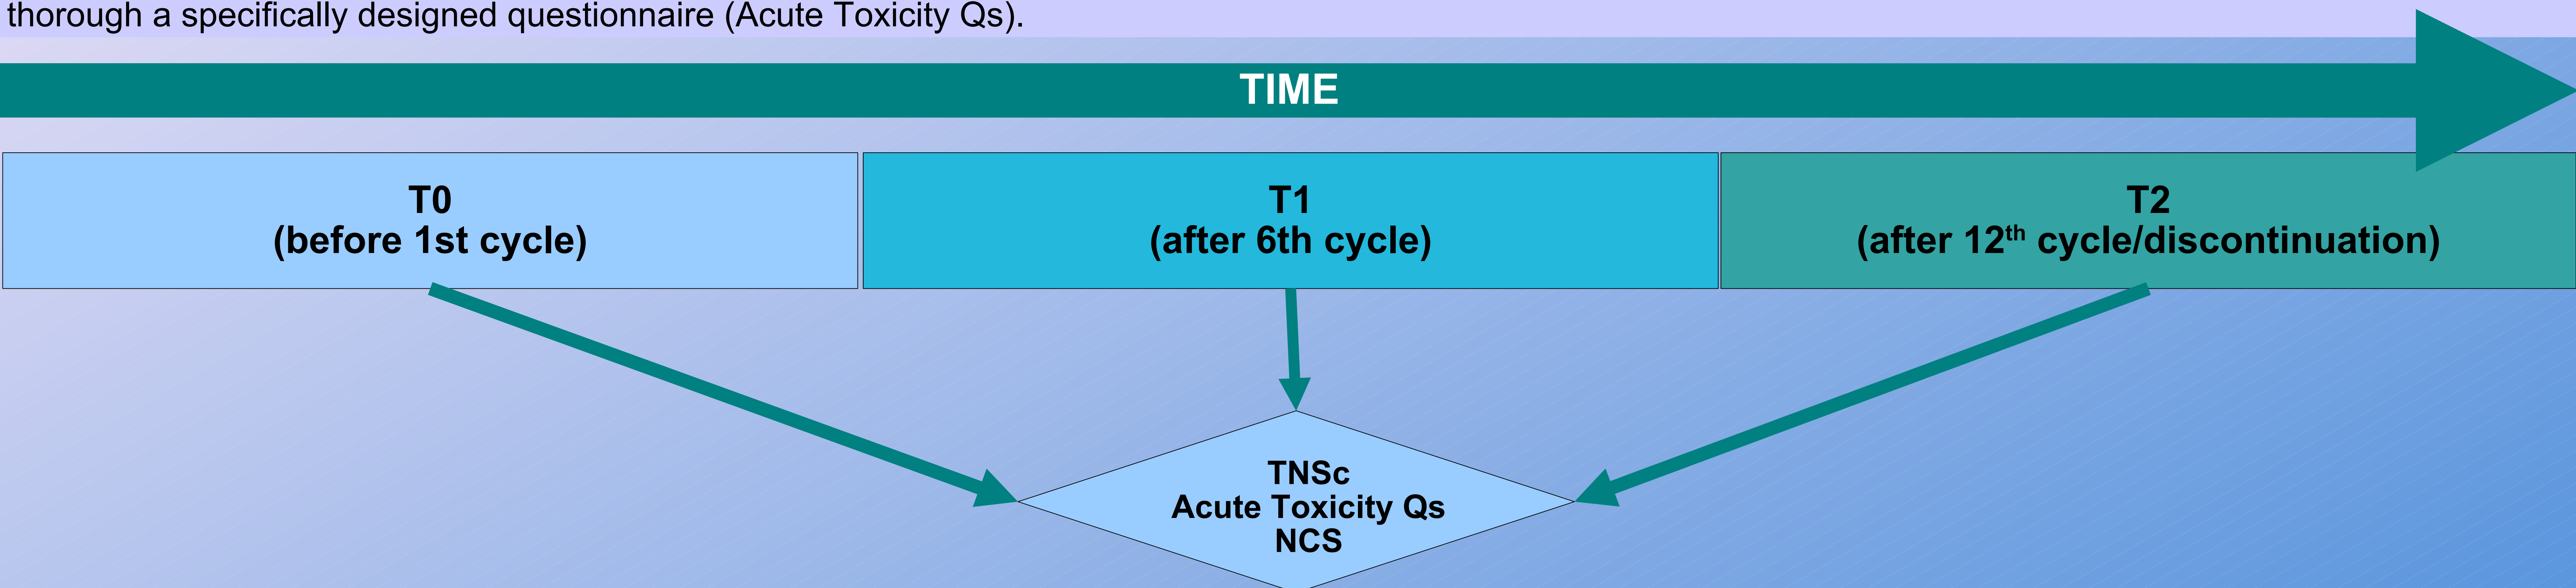 thorough a specifically designed questionnaire (Acute Toxicity Qs).
TIME
T0
(before 1st cycle)
T1
(after 6th cycle)
T2
(after 12th cycle/discontinuation)
TNSc
Acute Toxicity Qs
NCS